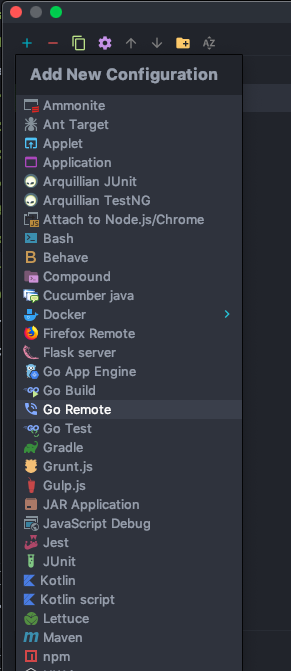 Add New Configuration
Ammonite
Ant Target
Applet
Application
Arquillian JUnit
Arquillian TestNG
Attach to Node.js/Chrome
Bash
Behave
Compound
Cucumber java
Docker
Firefox Remote
Flask server
Go App Engine
Go Build
Go Remote
Go Test
Gradle
Grunt.js
Gulp.js
JAR Application
JavaScript Debug
Jest
JUnit
Kotlin
Kotlin script
Lettuce
Maven
npm